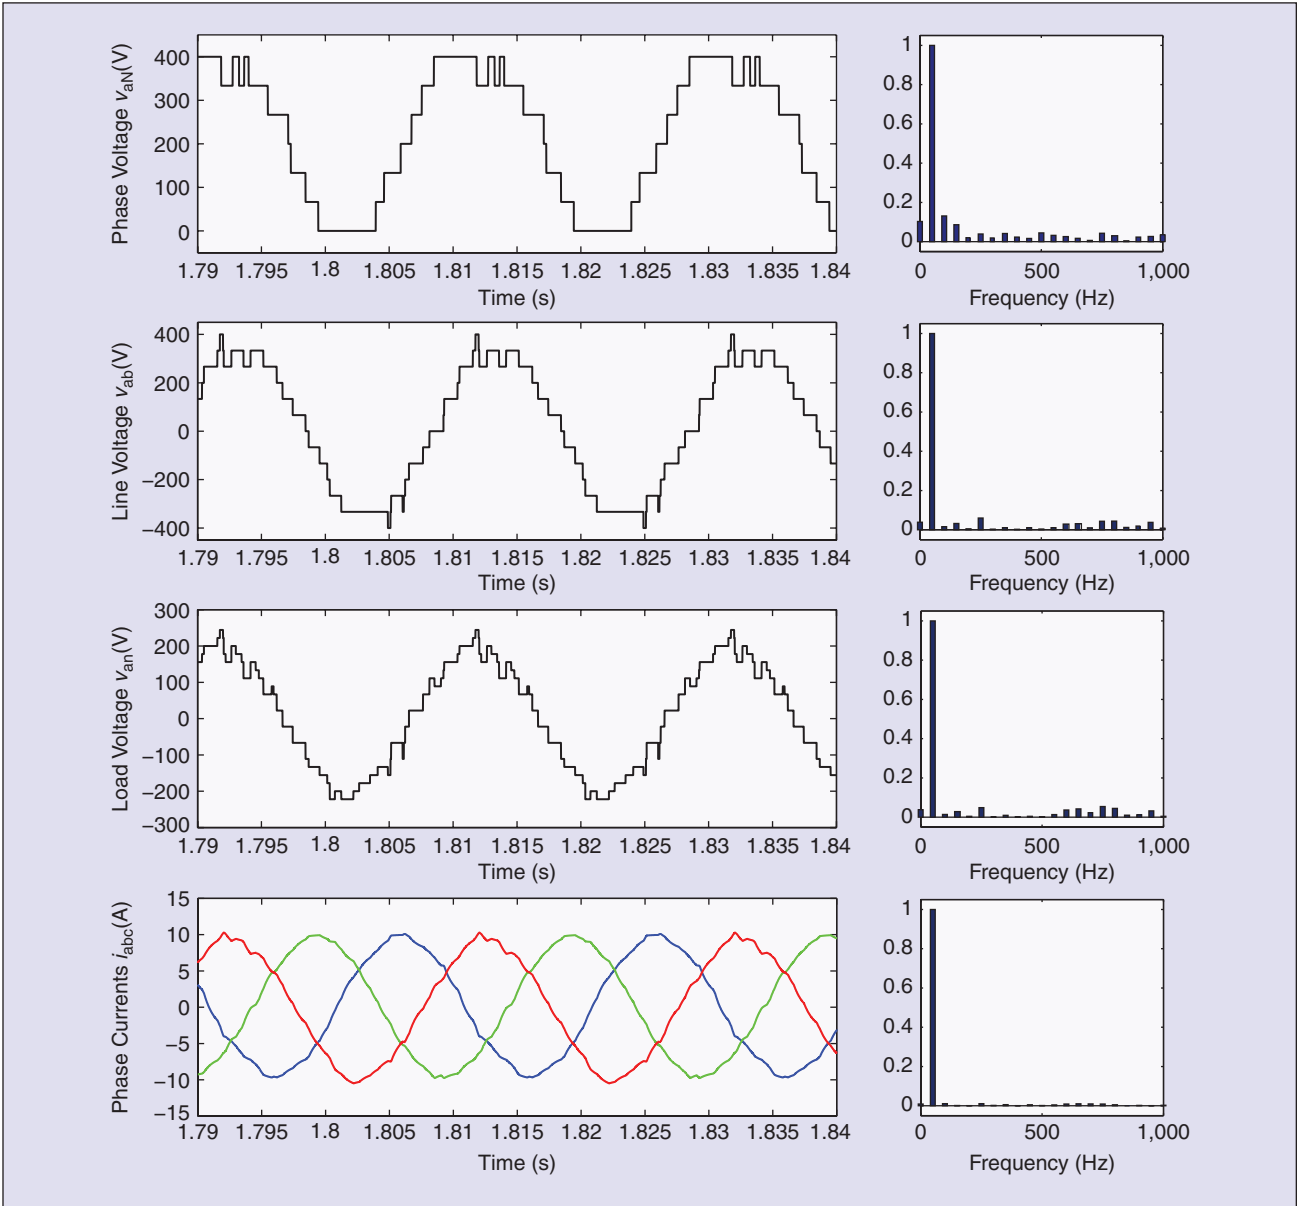 Phase Voltage vaN(V)
400
300
200
100
0
1.79 1.795 1.8 1.805 1.81 1.815 1.82 1.825 1.83 1.835 1.84
Time (s)
1
0.8
0.6
0.4
0.2
0
0 500 1,000
Frequency (Hz)
Line Voltage vab(V)
400
200
0
−200
−400
1.79 1.795 1.8 1.805 1.81 1.815 1.82 1.825 1.83 1.835 1.84
Time (s)
1
0.8
0.6
0.4
0.2
0
0 500 1,000
Frequency (Hz)
Load Voltage van(V)
300
200
100
0
−100
−200
−300
1.79 1.795 1.8 1.805 1.81 1.815 1.82 1.825 1.83 1.835 1.84
Time (s)
1
0.8
0.6
0.4
0.2
0
0 500 1,000
Frequency (Hz)
Phase Currents iabc(A)
15
10
5
0
−5
−10
−15
1.79 1.795 1.8 1.805 1.81 1.815 1.82 1.825 1.83 1.835 1.84
Time (s)
1
0.8
0.6
0.4
0.2
0
0 500 1,000
Frequency (Hz)